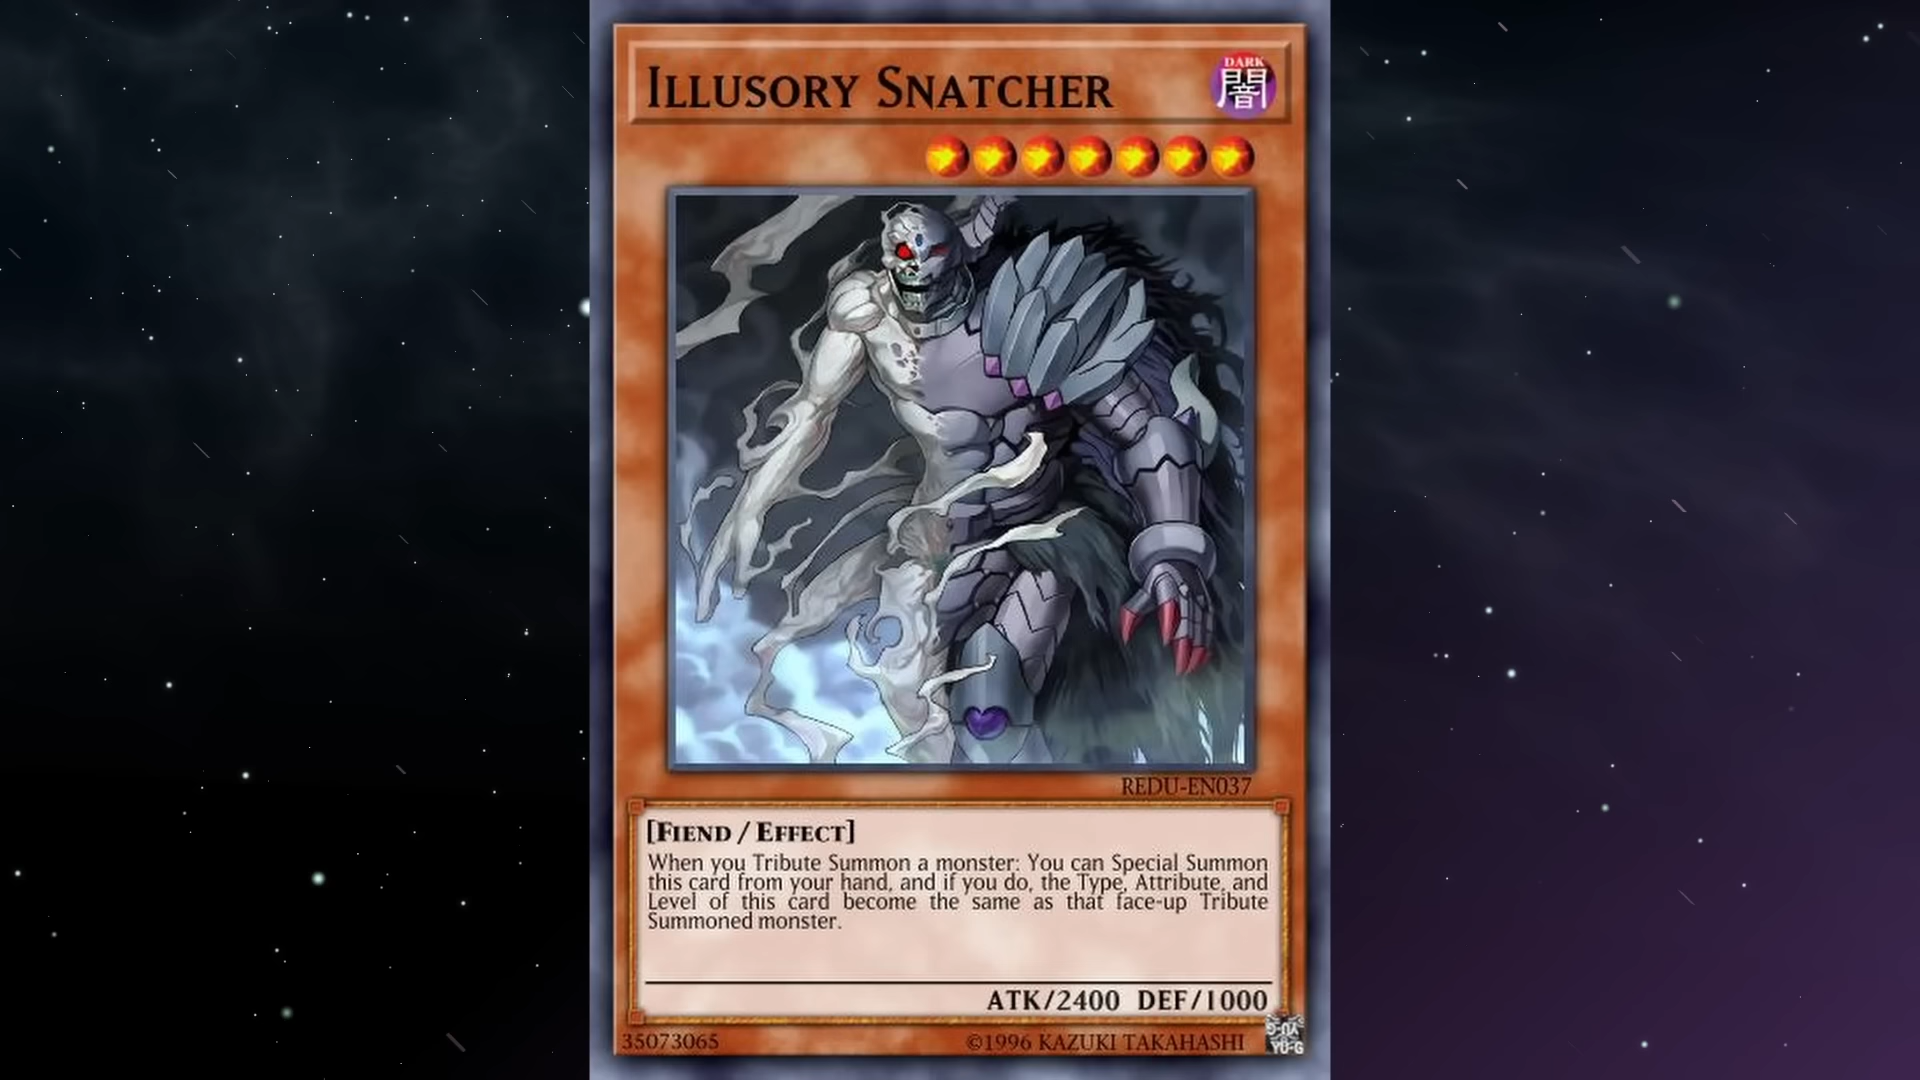 Illusory Snatcher
DARK
闇
REDU-EN037
[Fiend / Effect]
When you Tribute Summon a monster: You can Special Summon
this card from your hand, and if you do, the Type, Attribute, and
Level of this card become the same as that face-up Tribute
Summoned monster.
ATK/2400 DEF/1000
35073065
©1996 KAZUKI TAKAHASHI